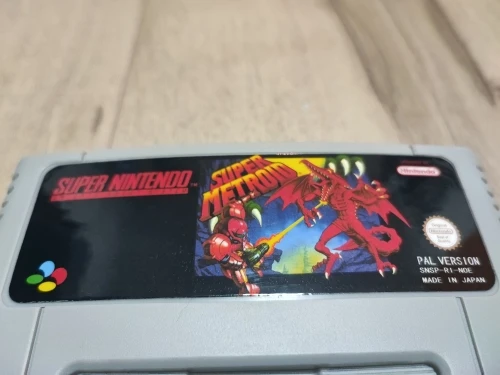 SUPER NINTENDO
SUPER
METROID
Nintendo
PAL VERSION
SNSP-RI-NOE
MADE IN JAPAN